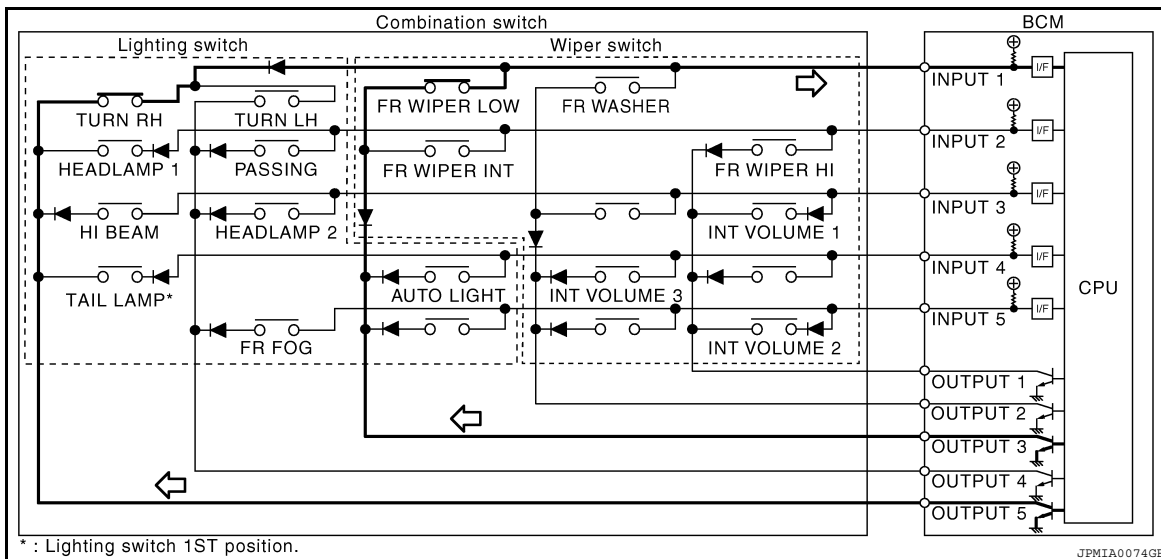 Combination switch
BCM
Lighting switch
Wiper switch
INPUT 1
I/F
TURN RH
TURN LH
FR WIPER LOW
FR WASHER
INPUT 2
I/F
HEADLAMP 1
PASSING
FR WIPER INT
FR WIPER HI
INPUT 3
I/F
HI BEAM
HEADLAMP 2
INT VOLUME 1
INPUT 4
I/F
TAIL LAMP*
AUTO LIGHT
INT VOLUME 3
CPU
INPUT 5
I/F
FR FOG
INT VOLUME 2
OUTPUT 1
OUTPUT 2
OUTPUT 3
OUTPUT 4
OUTPUT 5
* : Lighting switch 1ST position.
JPMIA0074GB